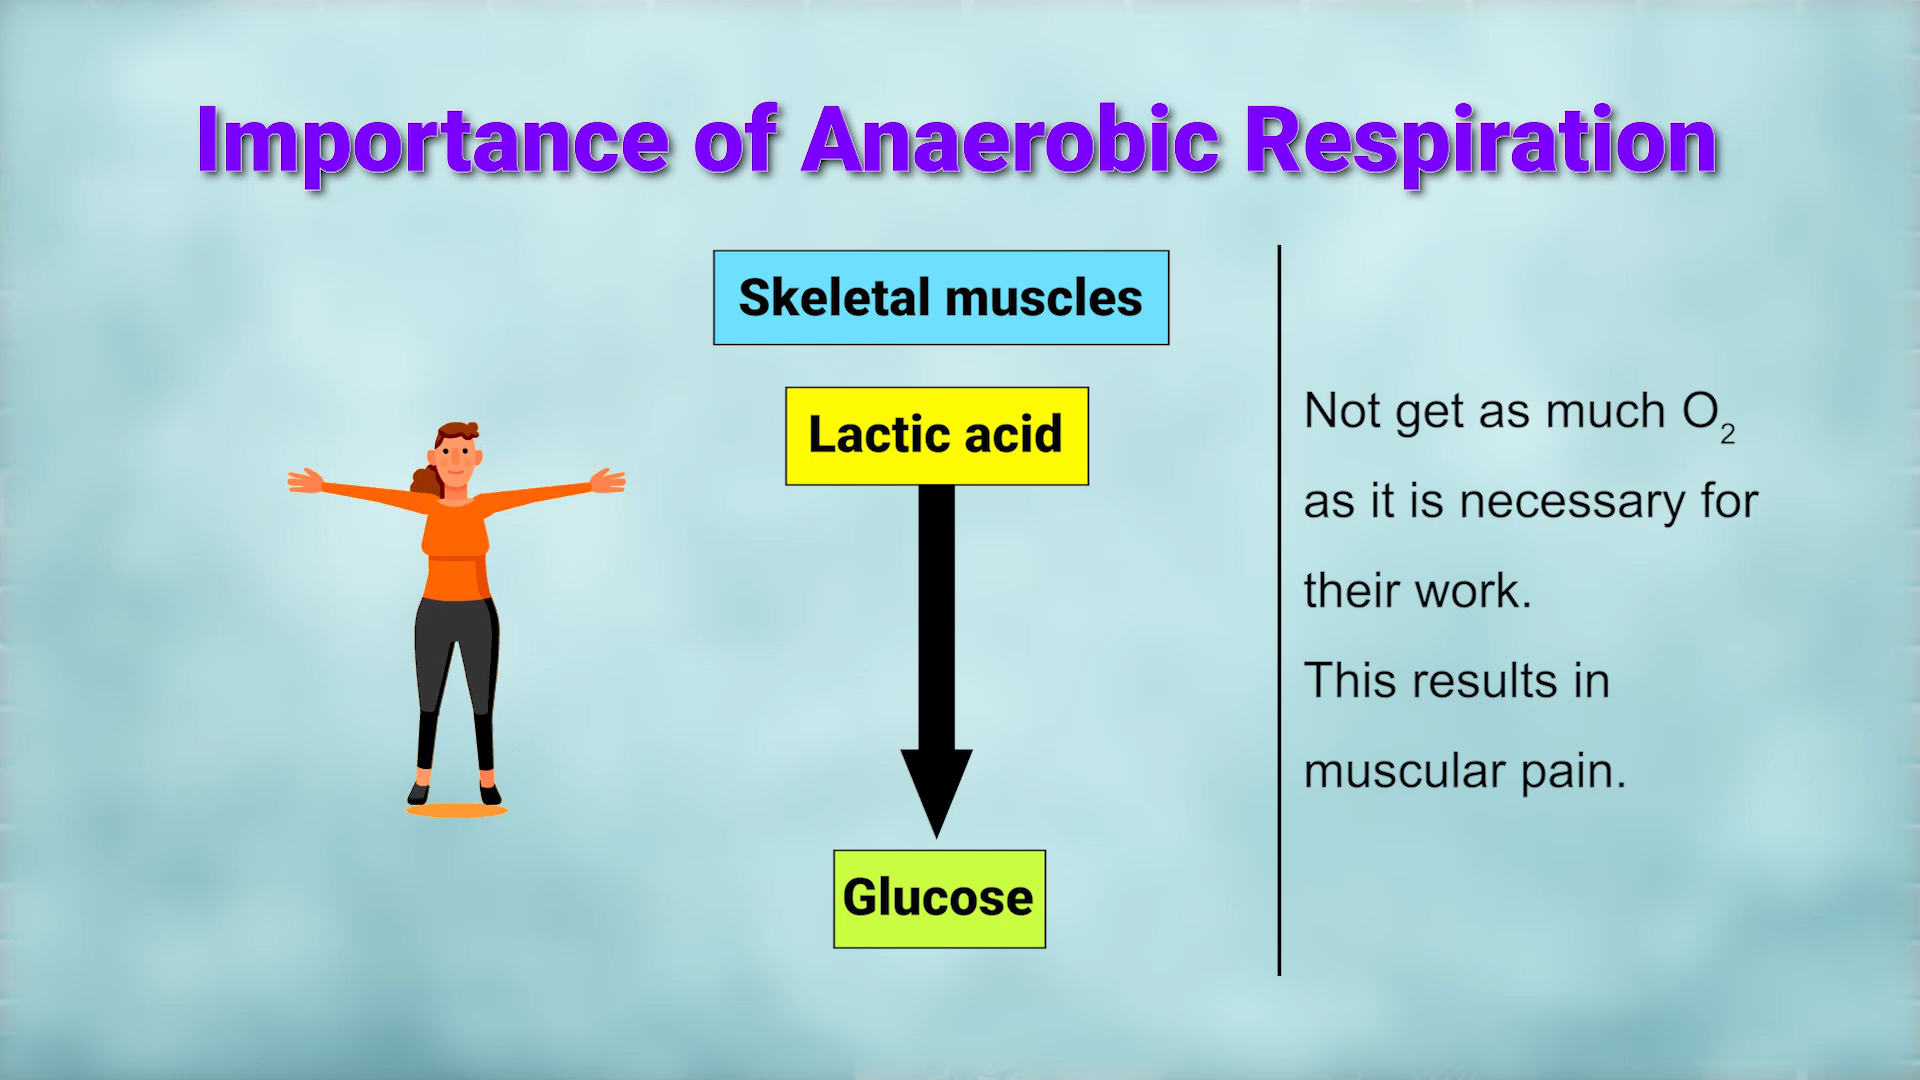 Importance of Anaerobic Respiration
Skeletal muscles
Lactic acid
Glucose
Not get as much O₂
as it is necessary for
their work.
This results in
muscular pain.